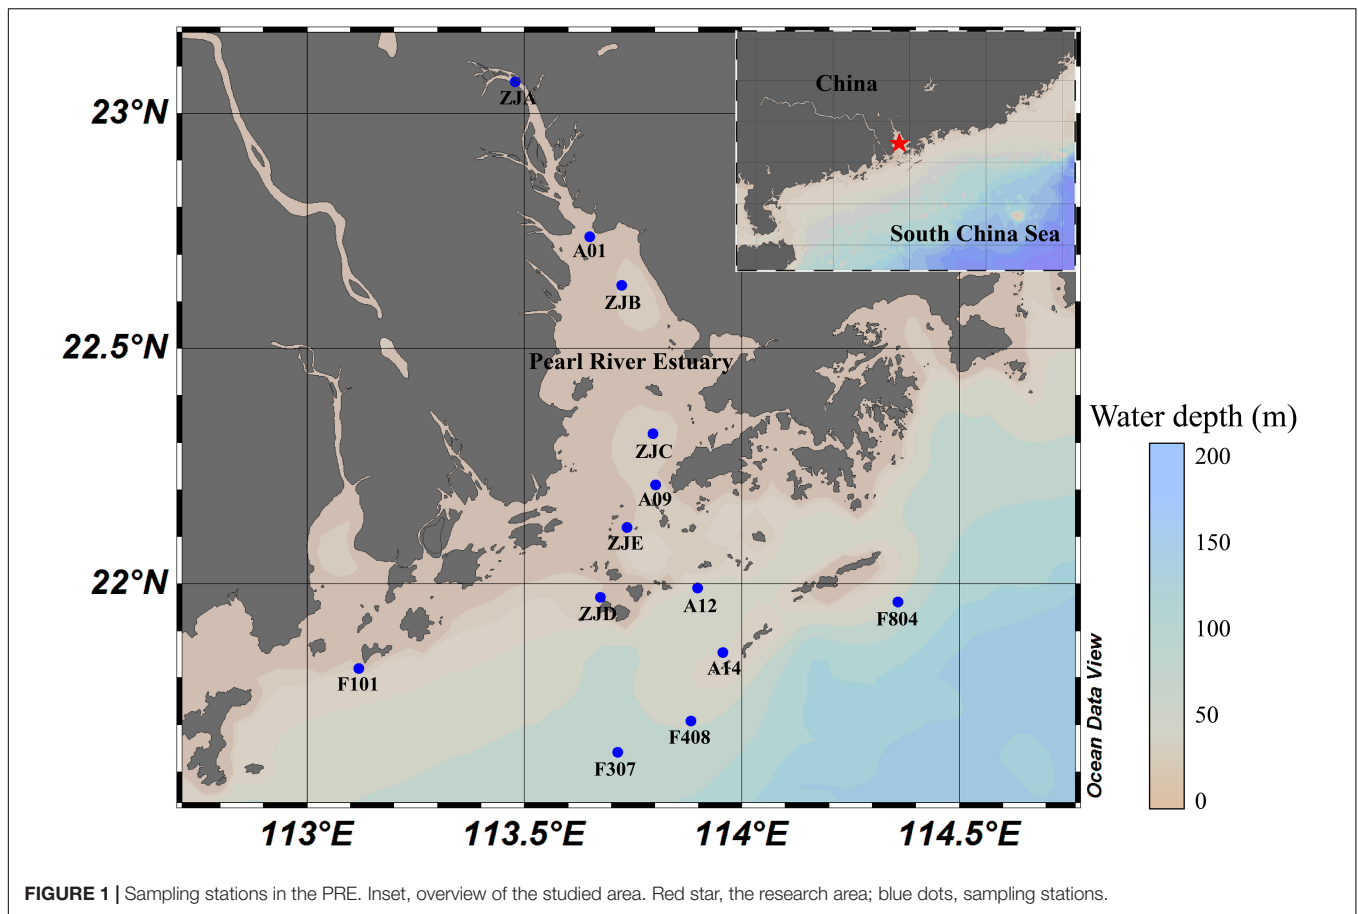 23°N
22.5°N
22°N
113°E
113.5°E
114°E
114.5°E
ZJA
A01
ZJB
Pearl River Estuary
ZJC
A09
ZJE
ZJD
A12
F804
A14
F101
F408
F307
China
South China Sea
Ocean Data View
Water depth (m)
200
150
100
50
0
FIGURE 1 | Sampling stations in the PRE. Inset, overview of the studied area. Red star, the research area; blue dots, sampling stations.